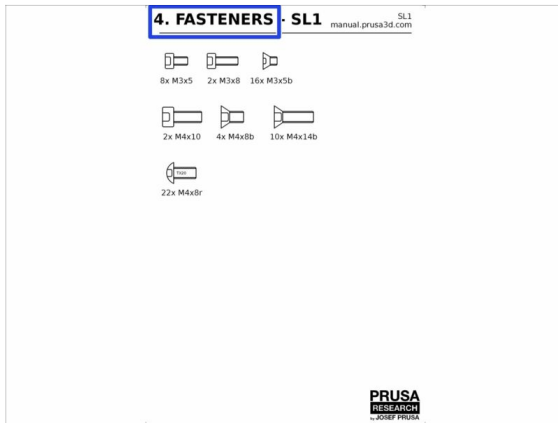 4. FASTENERS - SL1
SL1
manual.prusa3d.com
8x M3x5 2x M3x8 16x M3x5b
2x M4x10 4x M4x8b 10x M4x14b
22x M4x8r
PRUSA
RESEARCH
by JOSEF PRUSA